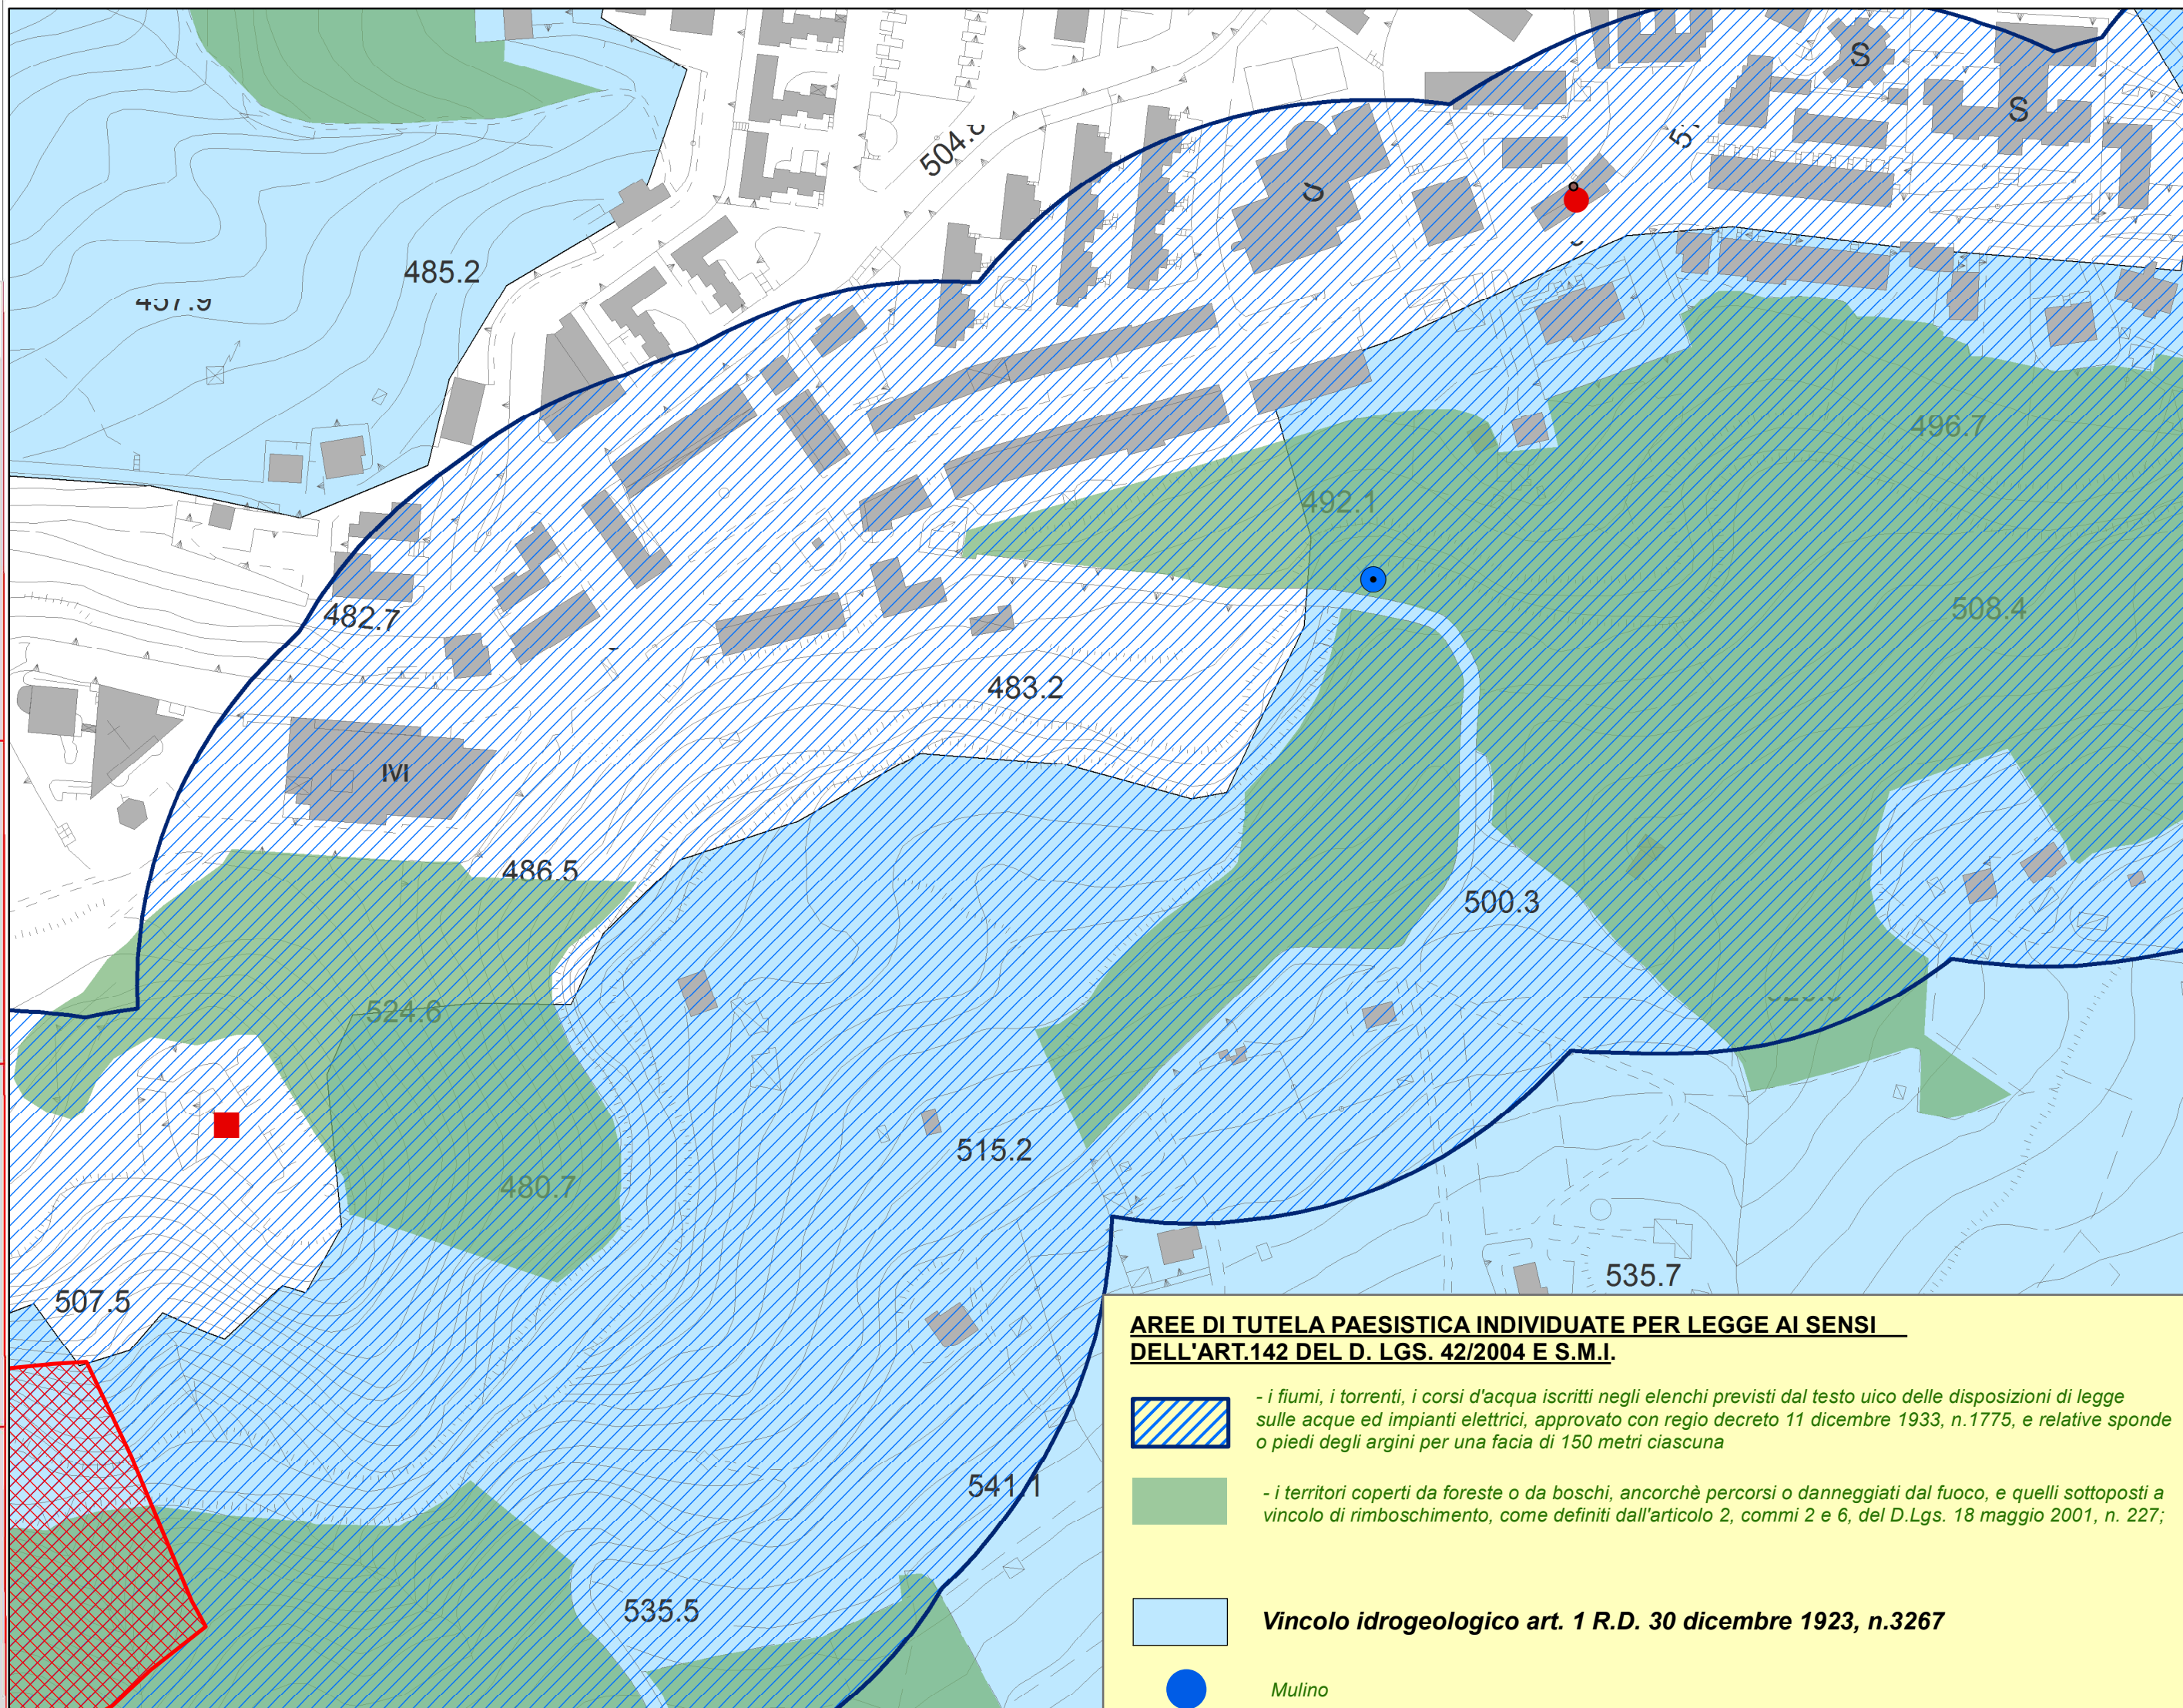 S
S
504.8
S
485.2
457.9
496.7
492.1
508.4
482.7
483.2
486.5
500.3
524.6
480.7
515.2
507.5
535.7
541.1
535.5
AREE DI TUTELA PAESISTICA INDIVIDUATE PER LEGGE AI SENSI
DELL'ART.142 DEL D. LGS. 42/2004 E S.M.I.
- i fiumi, i torrenti, i corsi d'acqua iscritti negli elenchi previsti dal testo uico delle disposizioni di legge
sulle acque ed impianti elettrici, approvato con regio decreto 11 dicembre 1933, n.1775, e relative sponde
o piedi degli argini per una facia di 150 metri ciascuna
- i territori coperti da foreste o da boschi, ancorchè percorsi o danneggiati dal fuoco, e quelli sottoposti a
vincolo di rimboschimento, come definiti dall'articolo 2, commi 2 e 6, del D.Lgs. 18 maggio 2001, n. 227;
Vincolo idrogeologico art. 1 R.D. 30 dicembre 1923, n.3267
Mulino